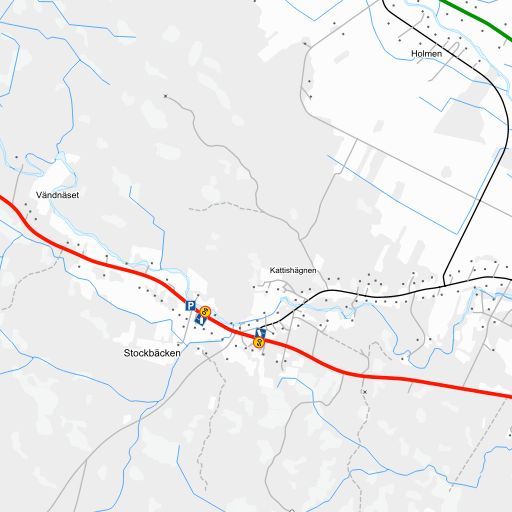 Holmen
Vändnäset
Kattishägnen
P
Stockbäcken